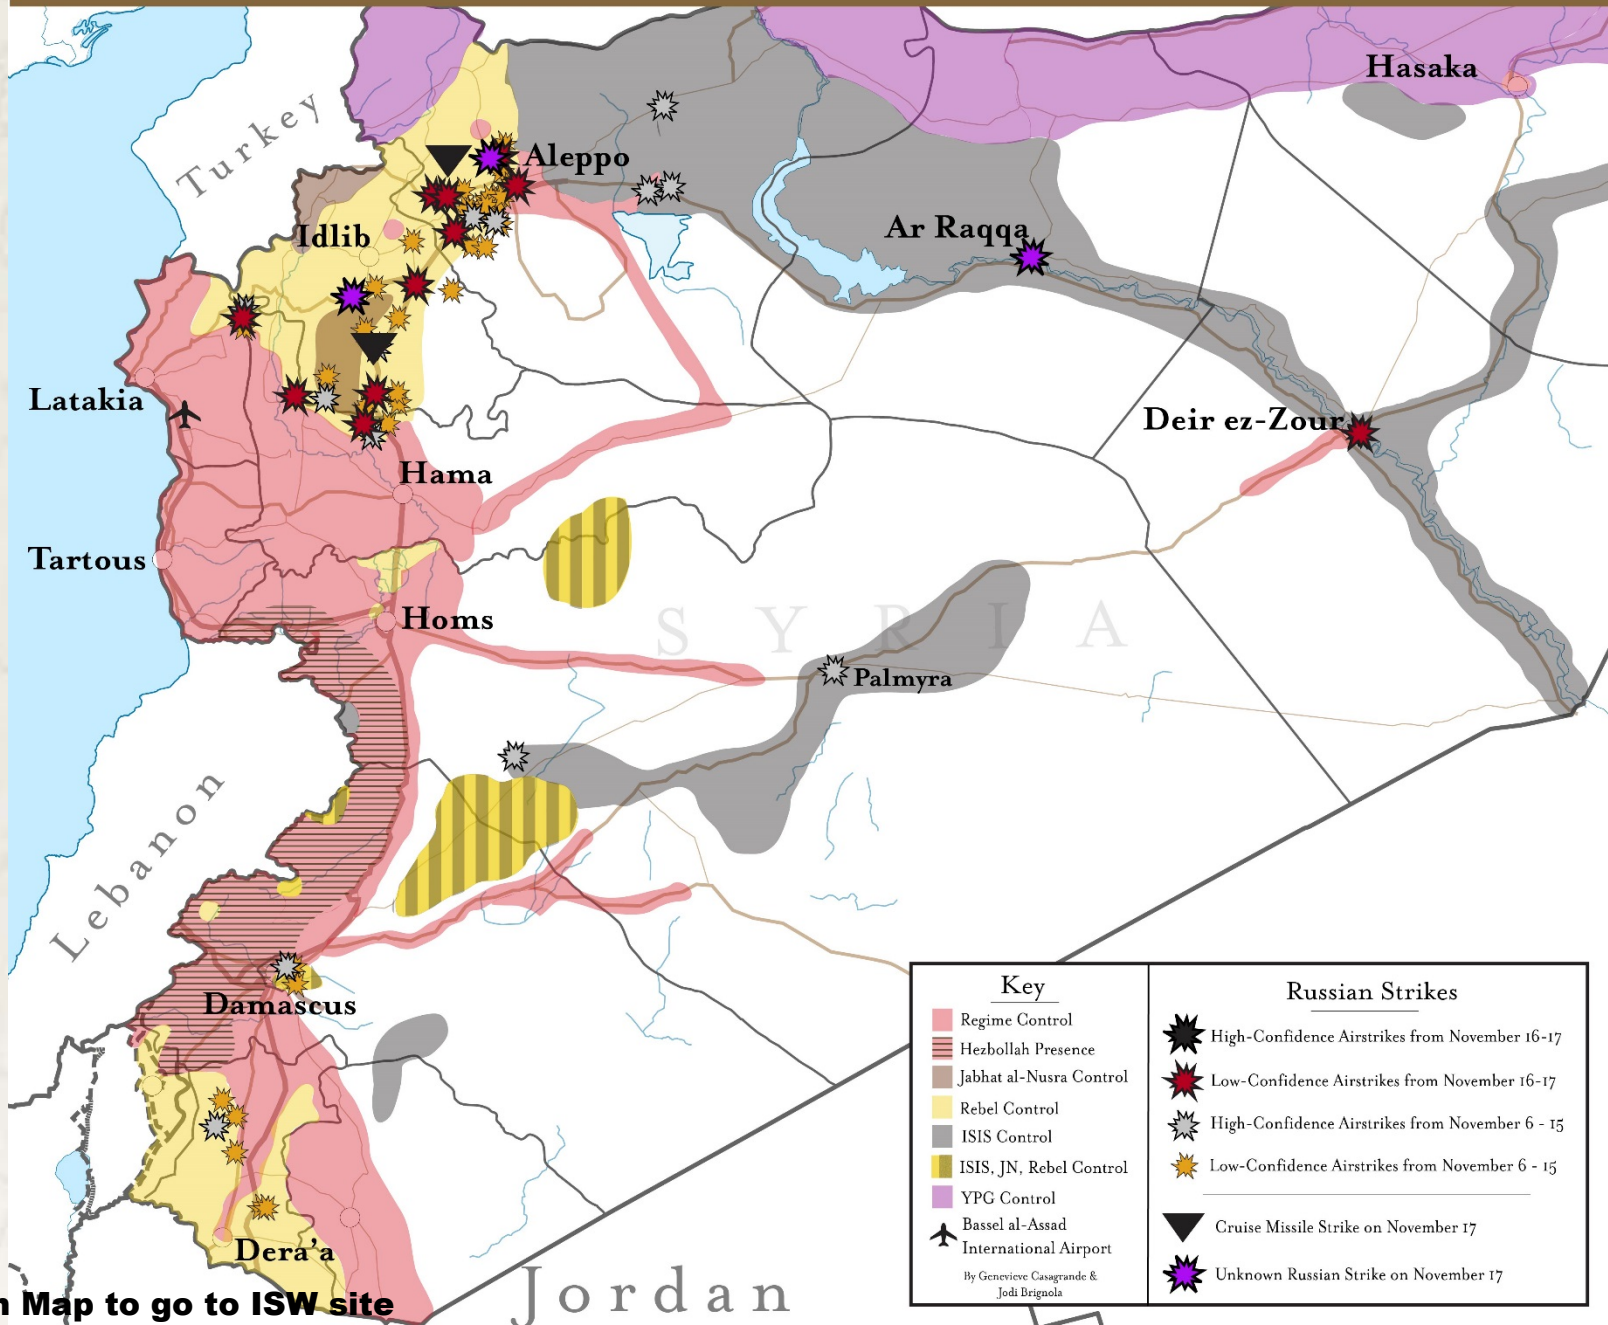 Hasaka
Turkey
Aleppo
Idlib
Ar Raqqa
Latakia
Deir ez-Zour
Hama
Tartous
Homs
SYRIA
Palmyra
Lebanon
Damascus
Dera'a
Jordan
Key
Regime Control
Hezbollah Presence
Jabhat al-Nusra Control
Rebel Control
ISIS Control
ISIS, JN, Rebel Control
YPG Control
Bassel al-Assad
International Airport
By Genevieve Casagrande &
Jodi Brignola
Russian Strikes
High-Confidence Airstrikes from November 16-17
Low-Confidence Airstrikes from November 16-17
High-Confidence Airstrikes from November 6 - 15
Low-Confidence Airstrikes from November 6 - 15
Cruise Missile Strike on November 17
Unknown Russian Strike on November 17
Map to go to ISW site